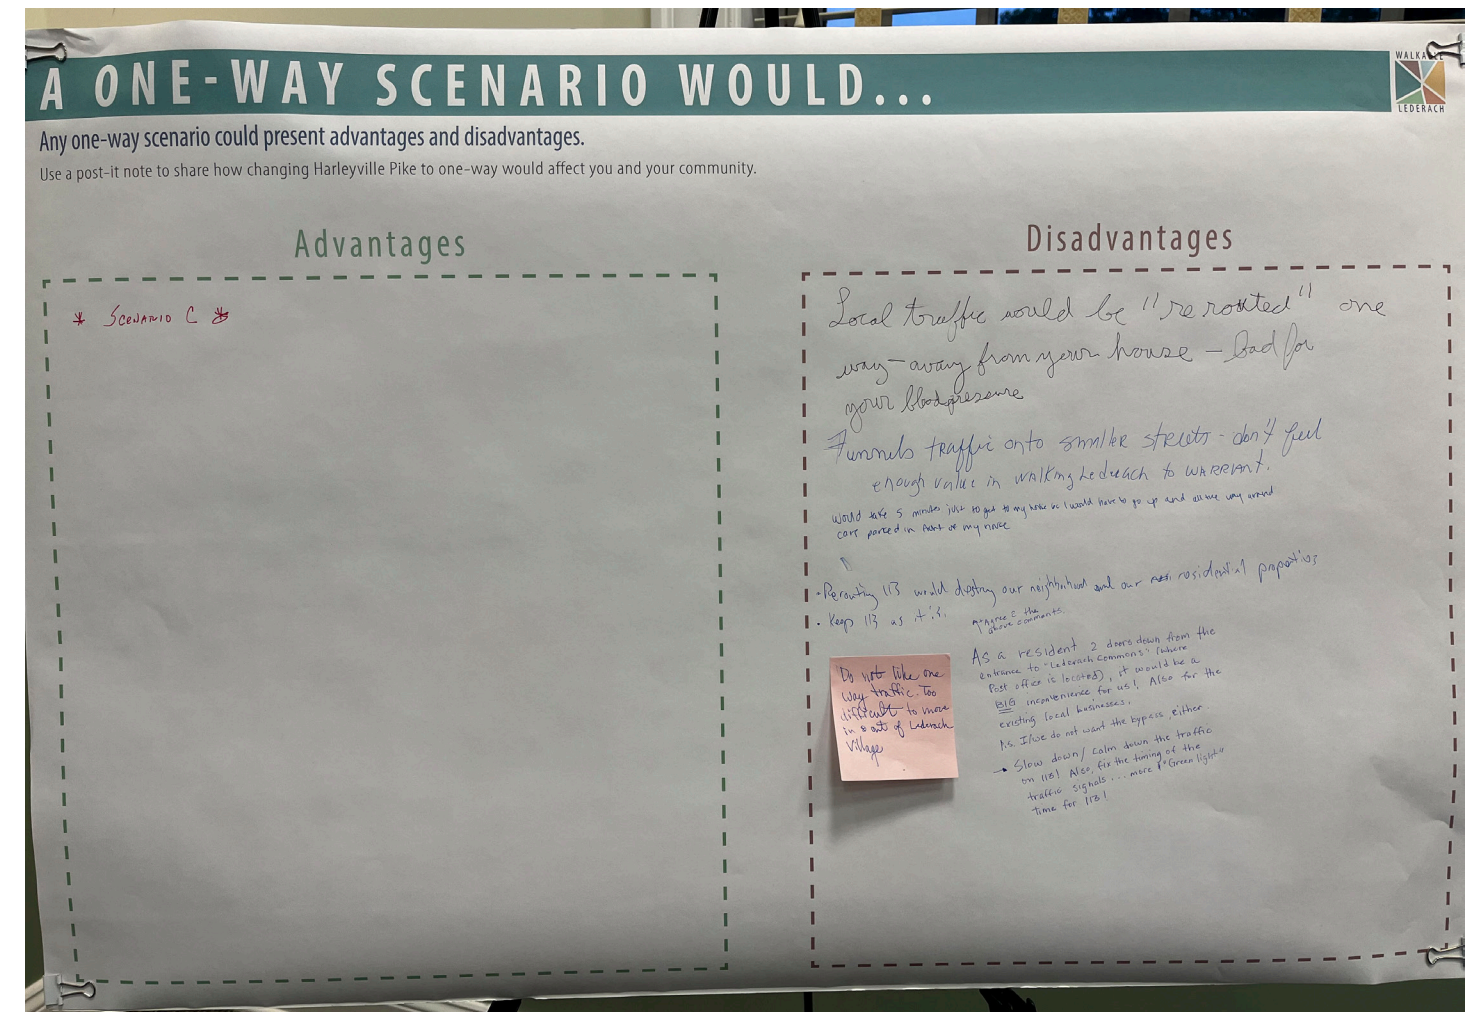 A ONE-WAY SCENARIO WOULD...
WALKABLE
LEDERACH
Any one-way scenario could present advantages and disadvantages.
Use a post-it note to share how changing Harleyville Pike to one-way would affect you and your community.
Advantages
* SCENARIO C *
Disadvantages
Local traffic would be "rerouted" one
way - away from your house - bad for
your bloodpressure
Funnels traffic onto smaller streets - don't feel
enough value in walking Lederach to WARRANT.
would take 5 minutes just to get to my house bc I would have to go up and all the way around
cars parked in front of my house
• Rerouting 113 would destroy our neighborhood and our residential properties
• Keep 113 as it is.
Agree c the
above comments.
As a resident 2 doors down from the
entrance to "Lederach Commons" (where
Post office is located), it would be a
BIG inconvenience for us!, Also for the
existing local businesses.
P.S. I/we do not want the bypass, either.
→ Slow down/calm down the traffic
on 113! Also, fix the timing of the
traffic signals... more "Green light"
time for 113!
Do not like one
way traffic. Too
difficult to move
in & out of Lederach
Village